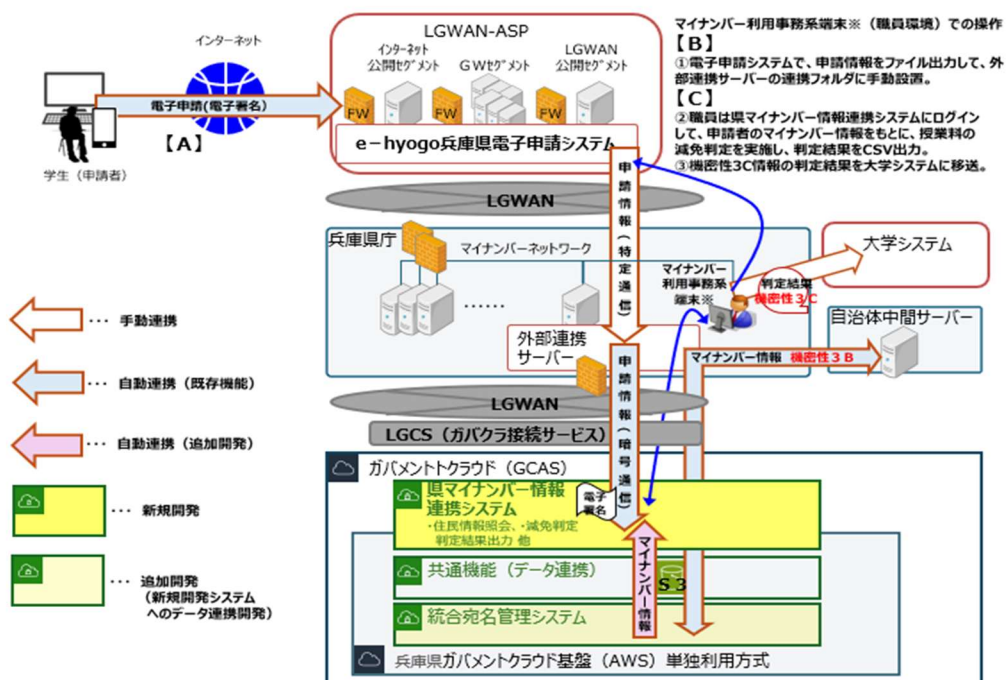 インターネット
LGWAN-ASP
インターネット
公開セグメント
GWセグメント
LGWAN
公開セグメント
FW
FW
FW
電子申請(電子署名)
【A】
学生（申請者）
e－hyogo兵庫県電子申請システム
マイナンバー利用事務系端末※（職員環境）での操作
【B】
①電子申請システムで、申請情報をファイル出力して、外
部連携サーバーの連携フォルダに手動設置。
【C】
②職員は県マイナンバー情報連携システムにログイン
して、申請者のマイナンバー情報をもとに、授業料の
減免判定を実施し、判定結果をCSV出力。
③機密性3C情報の判定結果を大学システムに移送。
LGWAN
申請情報(特定通信)
兵庫県庁
マイナンバーネットワーク
……
マイナンバー
利用事務系
端末※
判定結果
機密性３C
大学システム
自治体中間サーバー
マイナンバー情報 機密性３B
外部連携
サーバー
申請情報(暗号通信)
LGWAN
LGCS（ガバクラ接続サービス）
… 手動連携
… 自動連携（既存機能）
… 自動連携（追加開発）
… 新規開発
… 追加開発
(新規開発システム
へのデータ連携開発)
ガバメントトクラウド（GCAS）
県マイナンバー情報
連携システム
・住民情報照会、・減免判定
判定結果出力 他
電子
署名
マイナンバー情報
共通機能（データ連携）
S3
統合宛名管理システム
兵庫県ガバメントクラウド基盤（AWS）単独利用方式